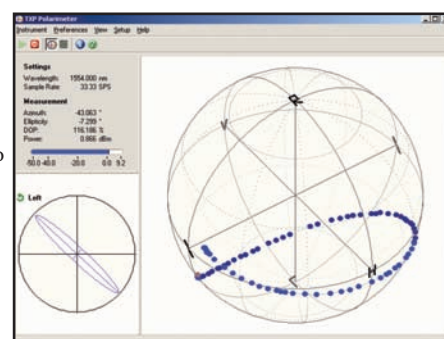 TXP Polarimeter
Instrument Preferences View Setup Help
Settings
Wavelength: 1554.000 nm
Sample Rate: 33.33 SPS
Measurement
Azimuth: -43.063 °
Ellipticity: -7.299 °
DOP: 116.186 %
Power: 0.866 dBm
-50.0 -40.0 -20.0 0.0 9.2
Left
R
V
L
H